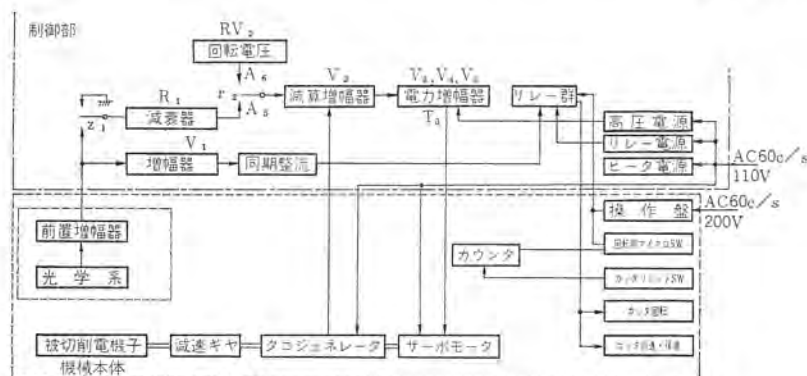 制御部
RV₂
回転電圧
A₆
r₂
A₅
R₁
減衰器
z₁
V₂
減算増幅器
V₃,V₄,V₅
電力増幅器
T₃
リレー群
高圧電源
リレー電源
ヒータ電源
AC60c/s
110V
V₁
増幅器
同期整流
操作盤
AC60c/s
200V
前置増幅器
光学系
カウンタ
カッタ回転
被切削電機子
減速ギヤ
タコジェネレータ
サーボモータ
機械本体